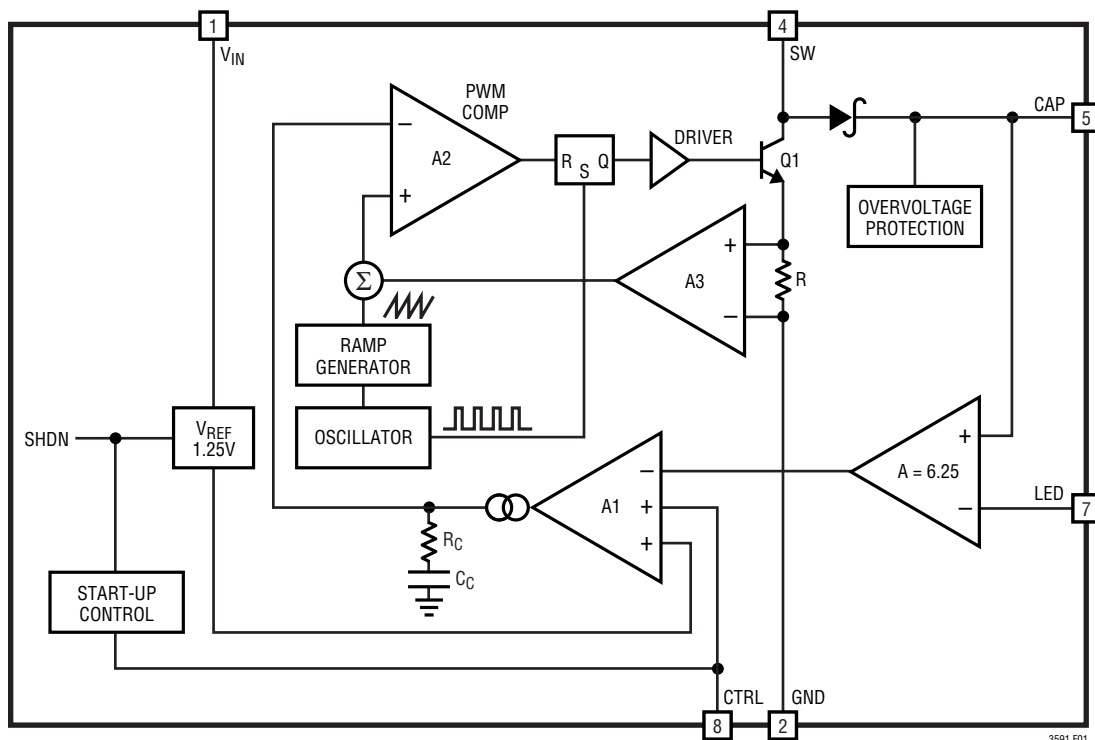 1
V_IN
4
SW
PWM
COMP
A2
−
+
R S Q
DRIVER
Q1
CAP
5
OVERVOLTAGE
PROTECTION
Σ
A3
+
−
R
RAMP
GENERATOR
OSCILLATOR
SHDN
V_REF
1.25V
A1
−
+
+
A = 6.25
+
−
LED
7
R_C
C_C
START-UP
CONTROL
CTRL
8
GND
2
3591 F01